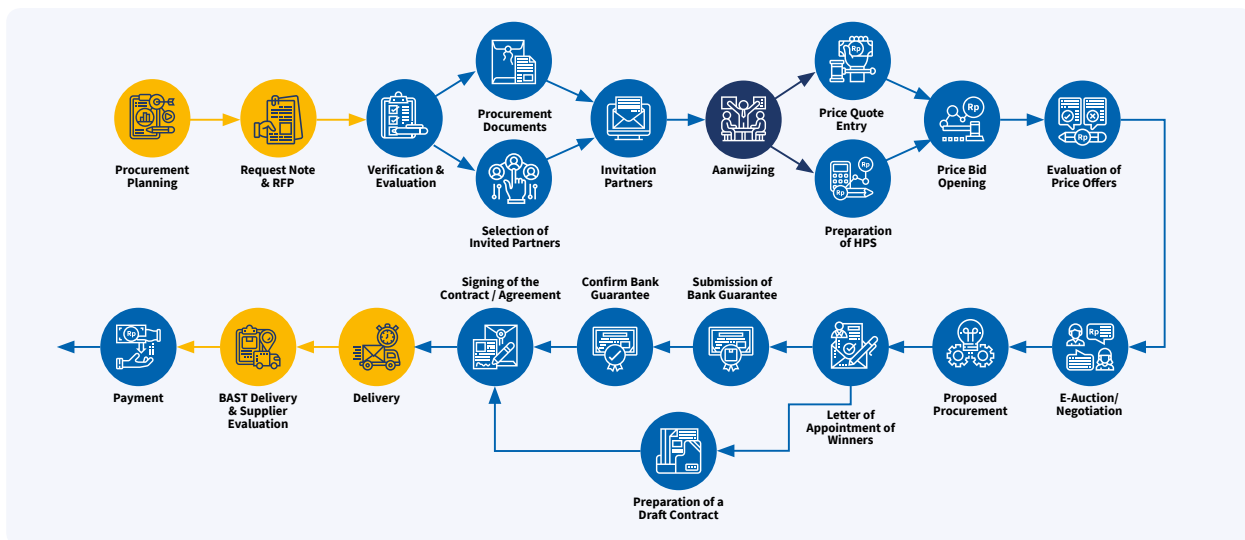 Procurement
Planning
Request Note
& RFP
Verification &
Evaluation
Procurement
Documents
Selection of
Invited Partners
Invitation
Partners
Aanwijzing
Rp
Price Quote
Entry
Rp
Rp
Preparation
of HPS
Rp
Price Bid
Opening
Rp
Evaluation of
Price Offers
Rp
E-Auction/
Negotiation
Proposed
Procurement
Letter of
Appointment of
Winners
Submission of
Bank Guarantee
Confirm Bank
Guarantee
Signing of the
Contract / Agreement
Preparation of a
Draft Contract
Delivery
BAST Delivery
& Supplier
Evaluation
Rp
Payment